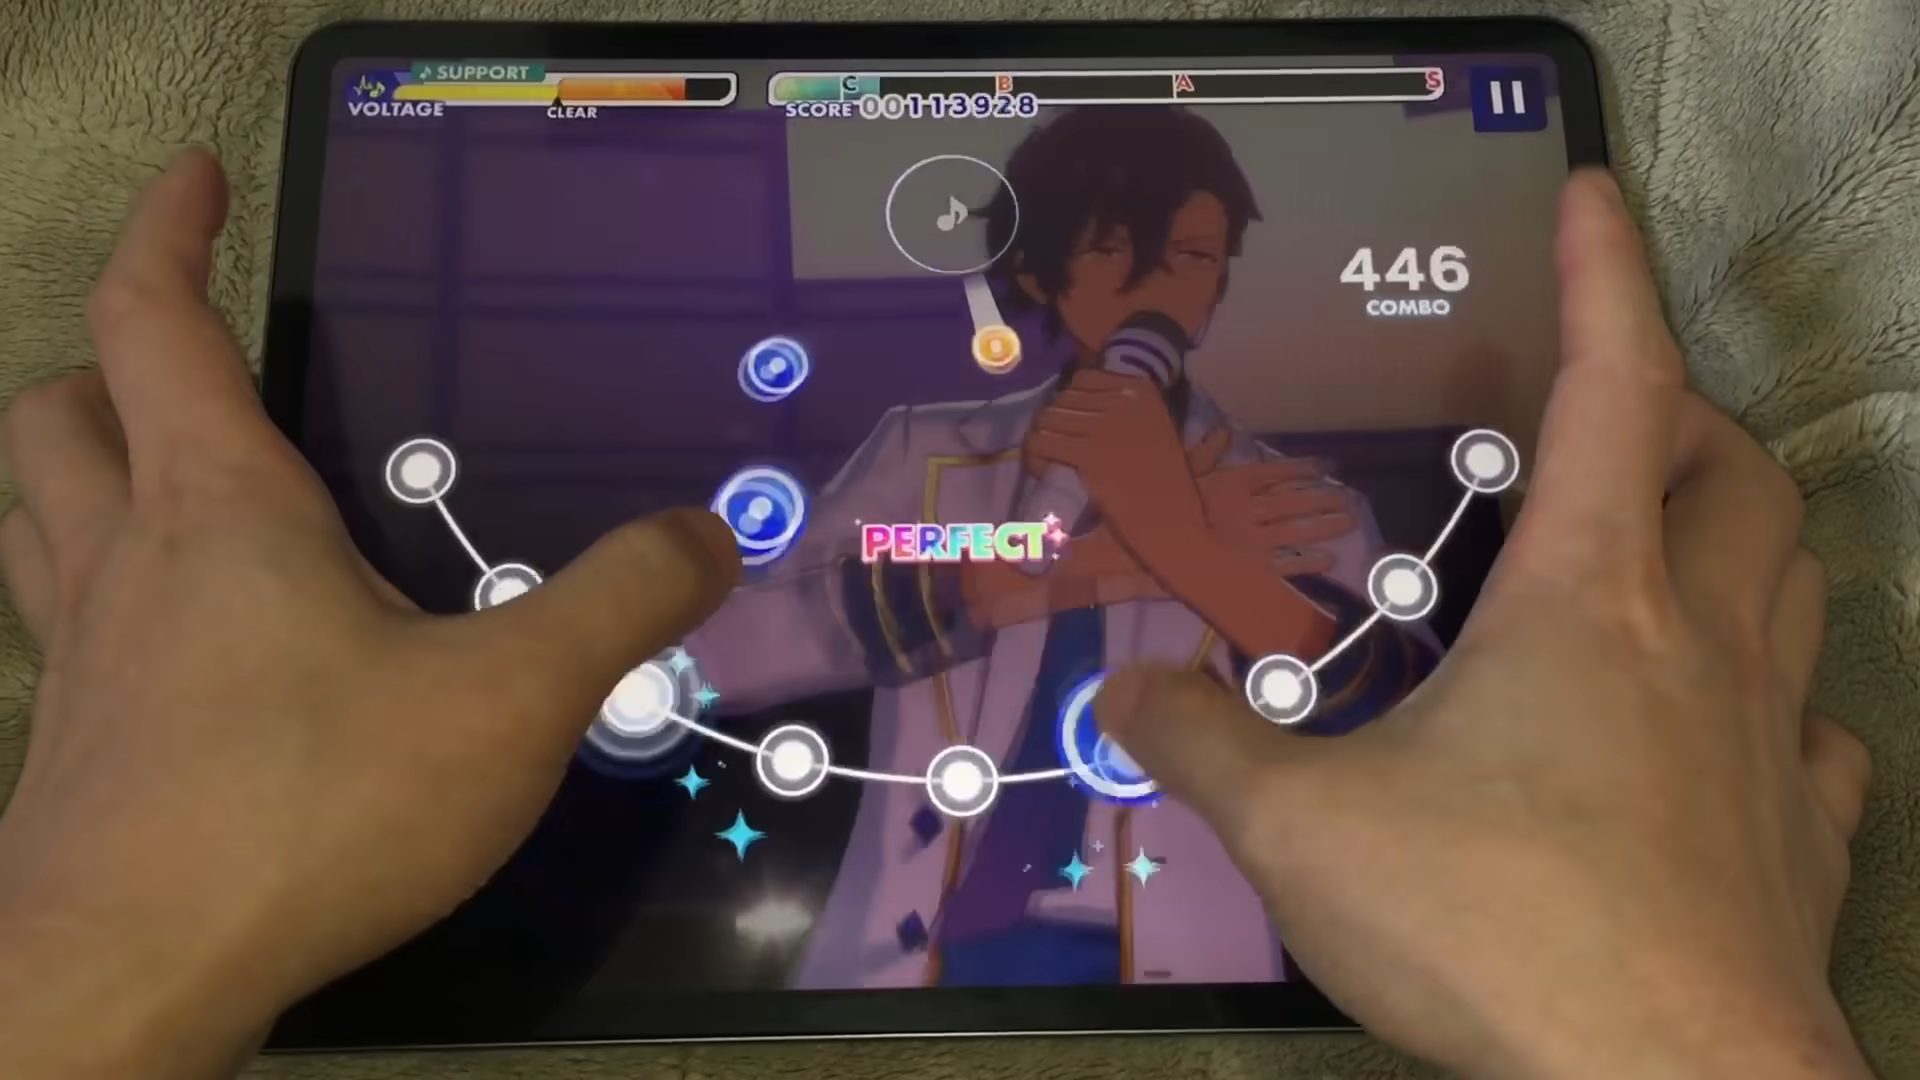 SUPPORT
VOLTAGE
CLEAR
C B A S
SCORE 00113928
446
COMBO
PERFECT